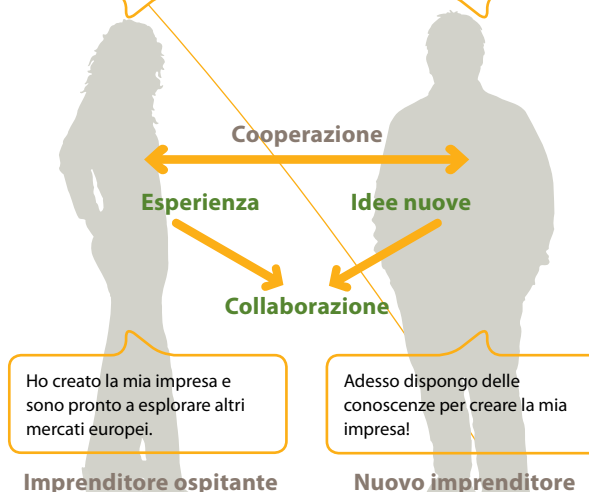 Cooperazione
Esperienza
Idee nuove
Collaborazione
Ho creato la mia impresa e
sono pronto a esplorare altri
mercati europei.
Adesso dispongo delle
conoscenze per creare la mia
impresa!
Imprenditore ospitante
Nuovo imprenditore